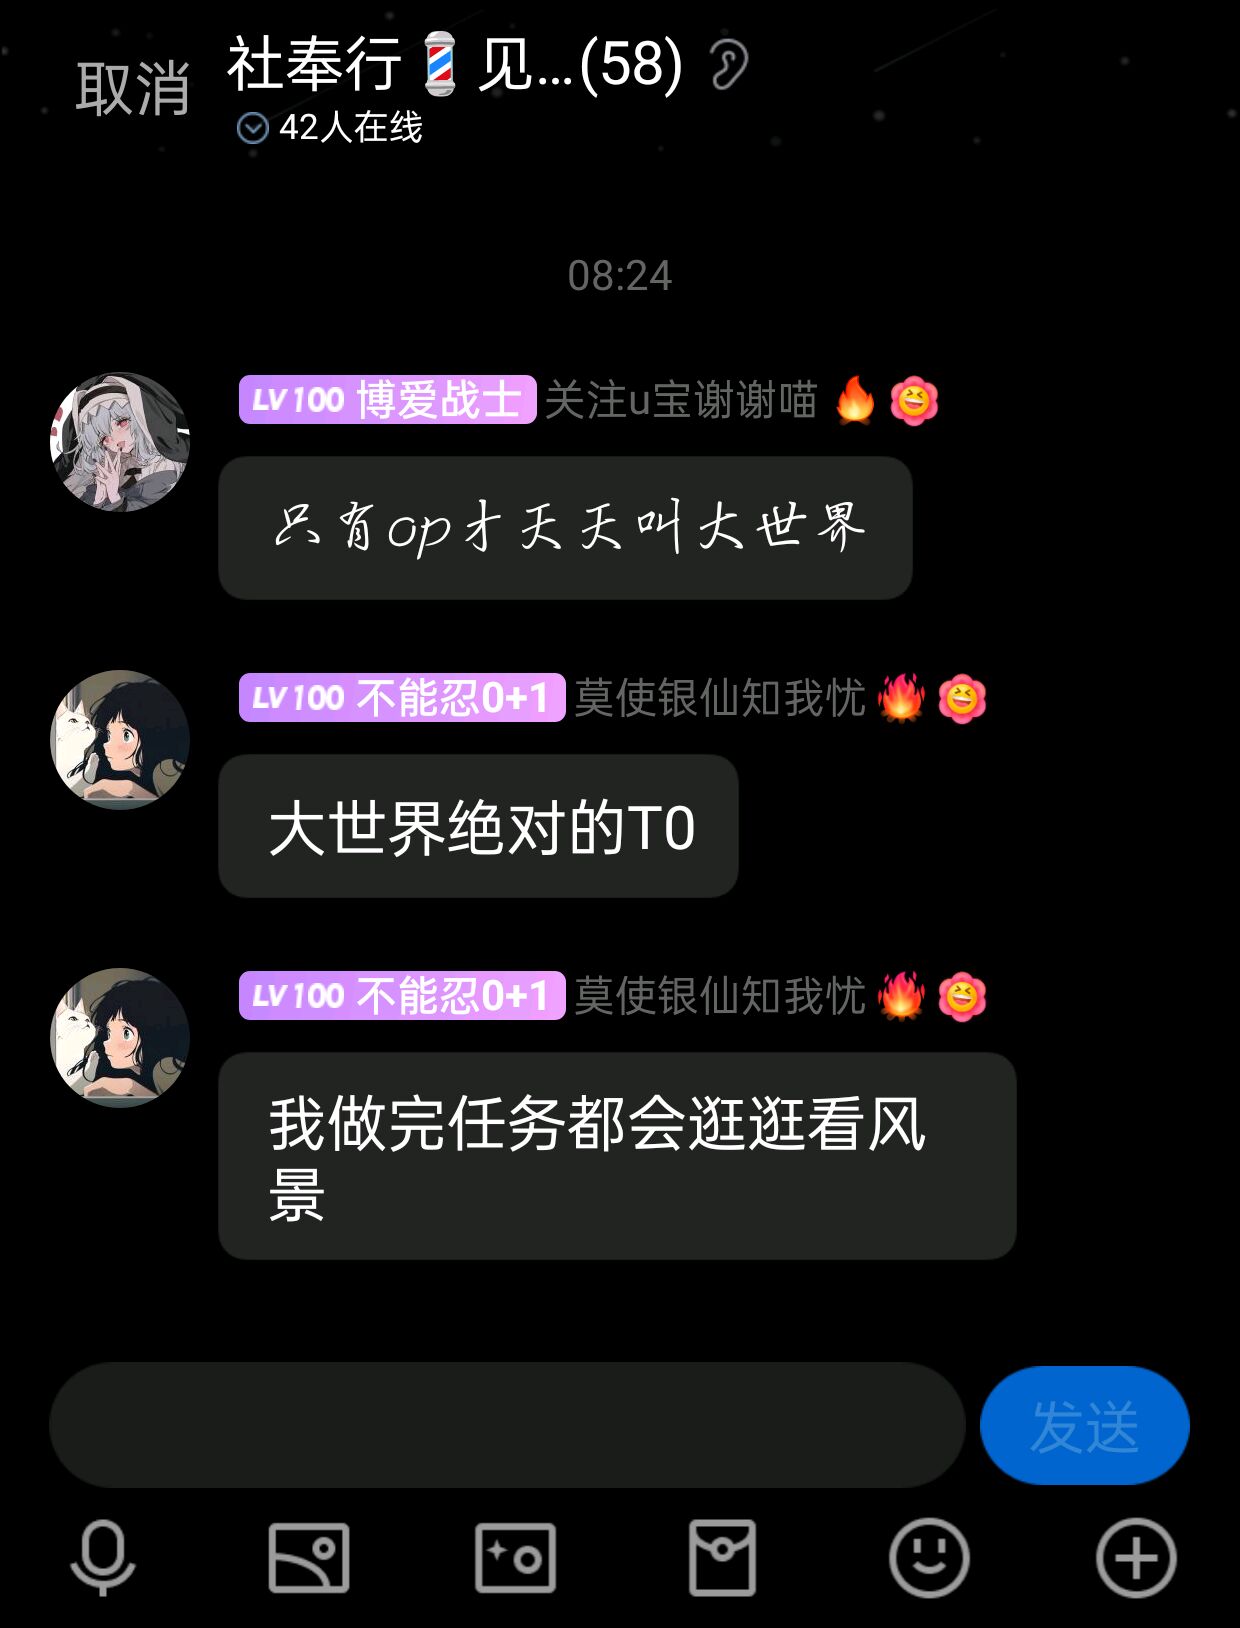 取消
社奉行💈见...(58)
42人在线
08:24
LV100 博爱战士 关注u宝谢谢喵 🔥
只有op才天天叫大世界
LV100 不能忍0+1 莫使银仙知我忧 🔥
大世界绝对的T0
LV100 不能忍0+1 莫使银仙知我忧 🔥
我做完任务都会逛逛看风
景
发送